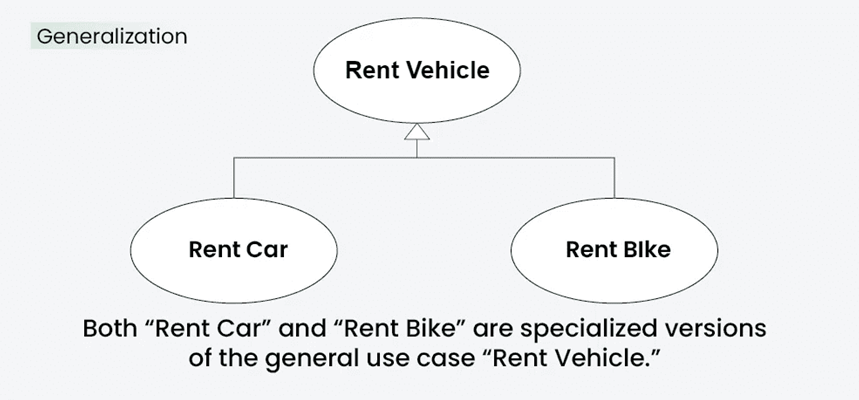 Generalization
Rent Vehicle
Rent Car
Rent BIke
Both “Rent Car” and “Rent Bike” are specialized versions
of the general use case “Rent Vehicle.”